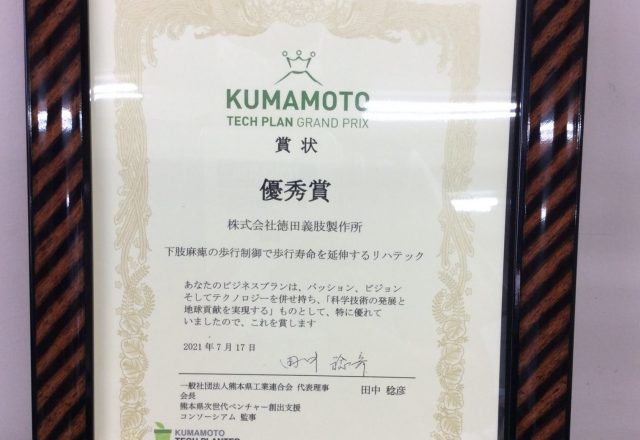 KUMAMOTO
TECH PLAN GRAND PRIX
賞状
優秀賞
株式会社徳田義肢製作所
下肢麻痺の歩行制御で歩行寿命を延伸するリハテック
あなたのビジネスプランは、パッション、ビジョン
そしてテクノロジーを併せ持ち、「科学技術の発展と
地球貢献を実現する」ものとして、特に優れて
いましたので、これを賞します
2021年7月17日
一般社団法人熊本県工業連合会 代表理事
会長
田中 稔彦
熊本県次世代ベンチャー創出支援
コンソーシアム 監事
KUMAMOTO
TECH PLANTER